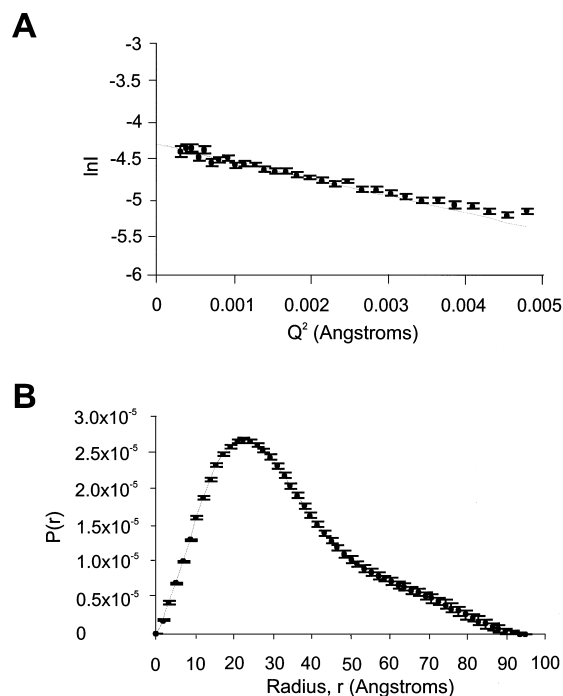 A
-3
-3.5
-4
-4.5
-5
-5.5
-6
lnI
0 0.001 0.002 0.003 0.004 0.005
Q² (Angstroms)
B
3.0x10⁻⁵
2.5x10⁻⁵
2.0x10⁻⁵
1.5x10⁻⁵
1.0x10⁻⁵
0.5x10⁻⁵
0
P(r)
0 10 20 30 40 50 60 70 80 90 100
Radius, r (Angstroms)